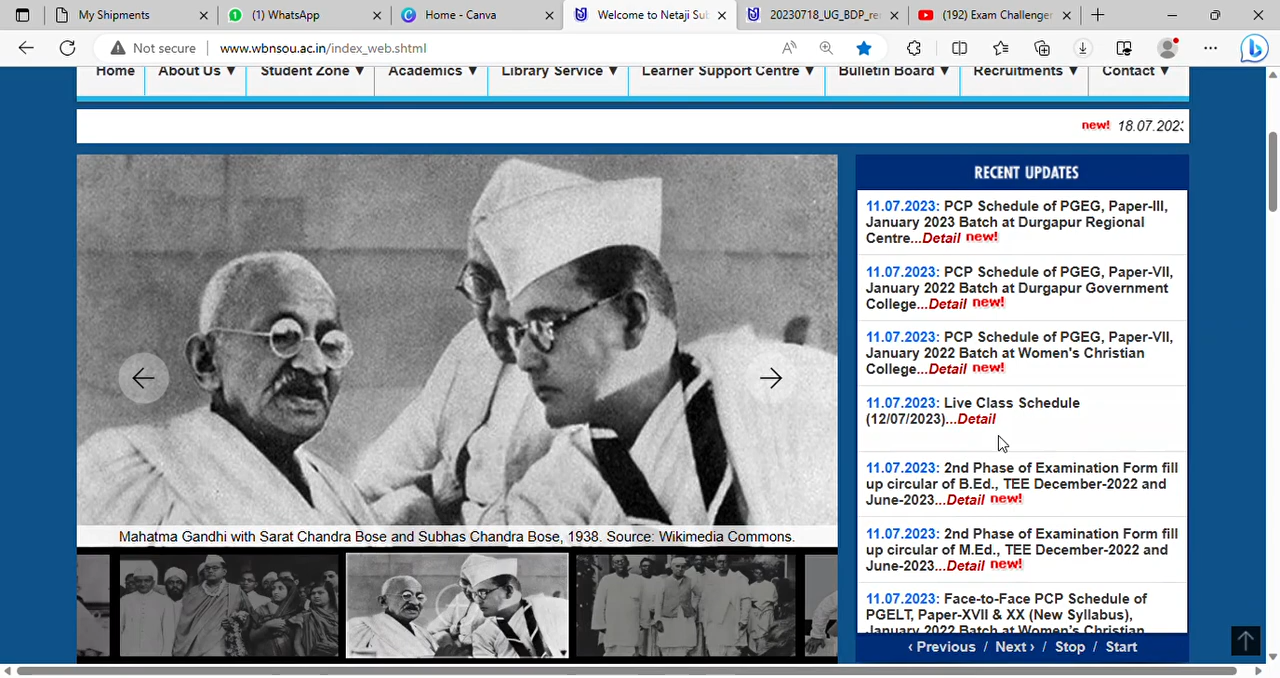 My Shipments
(1) WhatsApp
Home - Canva
Welcome to Netaji Sub
20230718_UG_BDP_re
(192) Exam Challenger
Not secure
www.wbnsou.ac.in/index_web.shtml
Home
About Us ▼
Student Zone ▼
Academics ▼
Library Service ▼
Learner Support Centre ▼
Bulletin Board ▼
Recruitments ▼
Contact ▼
new! 18.07.2023
RECENT UPDATES
11.07.2023: PCP Schedule of PGEG, Paper-III,
January 2023 Batch at Durgapur Regional
Centre...Detail new!
11.07.2023: PCP Schedule of PGEG, Paper-VII,
January 2022 Batch at Durgapur Government
College...Detail new!
11.07.2023: PCP Schedule of PGEG, Paper-VII,
January 2022 Batch at Women's Christian
College...Detail new!
11.07.2023: Live Class Schedule
(12/07/2023)...Detail
11.07.2023: 2nd Phase of Examination Form fill
up circular of B.Ed., TEE December-2022 and
June-2023...Detail new!
11.07.2023: 2nd Phase of Examination Form fill
up circular of M.Ed., TEE December-2022 and
June-2023...Detail new!
11.07.2023: Face-to-Face PCP Schedule of
PGELT, Paper-XVII & XX (New Syllabus),
January 2022 Batch at Women's Christian
‹ Previous / Next › / Stop / Start
Mahatma Gandhi with Sarat Chandra Bose and Subhas Chandra Bose, 1938. Source: Wikimedia Commons.